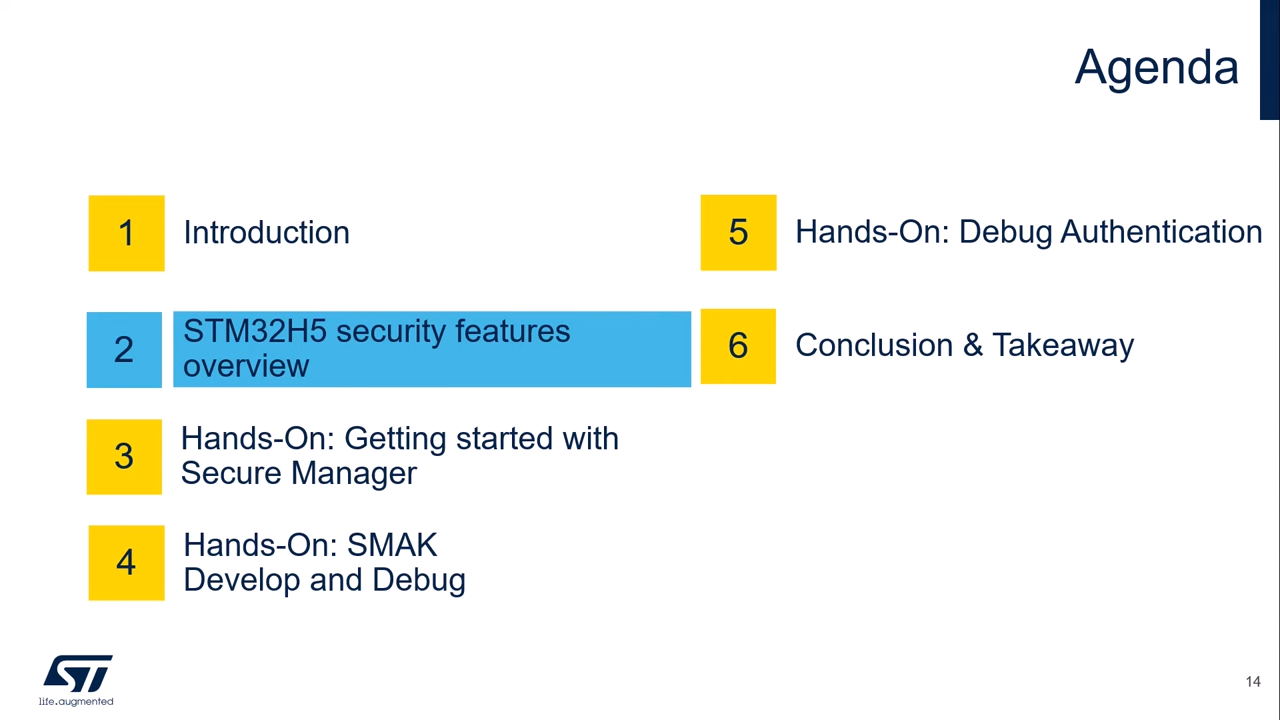 Agenda
1
Introduction
2
STM32H5 security features
overview
3
Hands-On: Getting started with
Secure Manager
4
Hands-On: SMAK
Develop and Debug
5
Hands-On: Debug Authentication
6
Conclusion & Takeaway
ST
life.augmented
14